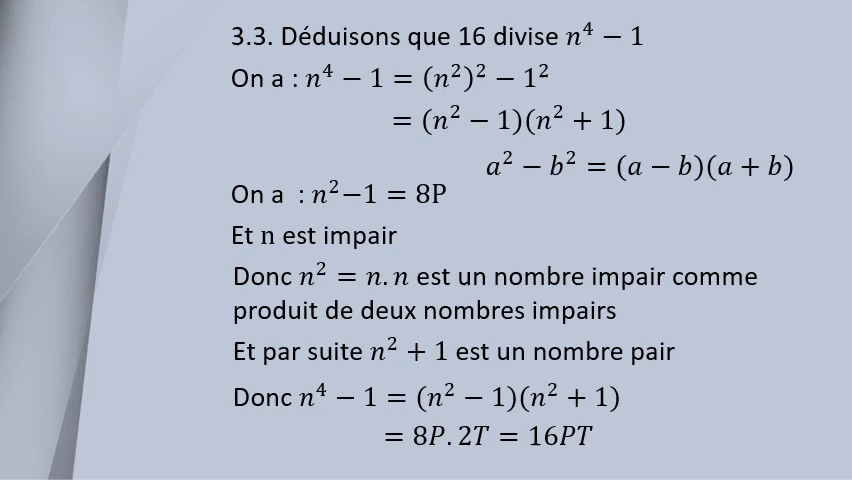 3.3. Déduisons que 16 divise n⁴ − 1
On a : n⁴ − 1 = (n²)² − 1²
= (n² − 1)(n² + 1)
a² − b² = (a − b)(a + b)
On a : n²−1 = 8P
Et n est impair
Donc n² = n. n est un nombre impair comme
produit de deux nombres impairs
Et par suite n² + 1 est un nombre pair
Donc n⁴ − 1 = (n² − 1)(n² + 1)
= 8P. 2T = 16PT